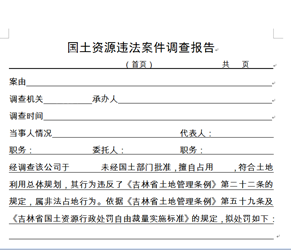 国土资源违法案件调查报告
（首页） 共 页
案由
调查机关 承办人
调查时间
当事人情况 代表人：
职务： 委托人： 职务：
经调查该公司于 未经国土部门批准，擅自占用 ，符合土地
利用总体规划，其行为违反了《吉林省土地管理条例》第二十二条的
规定，属非法占地行为。依据《吉林省土地管理条例》第五十九条及
《吉林省国土资源行政处罚自由裁量实施标准》的规定，拟处罚如下：